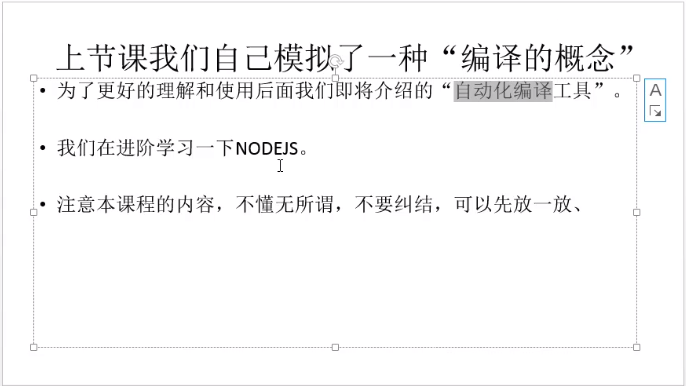 上节课我们自己模拟了一种“编译的概念”
• 为了更好的理解和使用后面我们即将介绍的“自动化编译工具”。
• 我们在进阶学习一下NODEJS。
• 注意本课程的内容，不懂无所谓，不要纠结，可以先放一放、
A